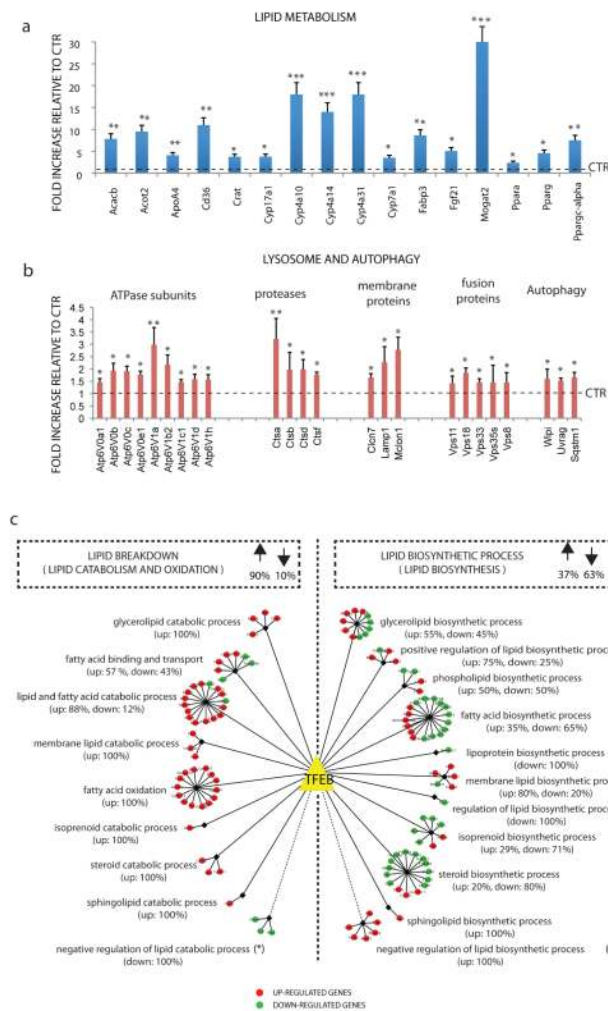 a
LIPID METABOLISM
FOLD INCREASE RELATIVE TO CTR
30
25
20
15
10
5
0
** ** ** ** * * *** *** *** * ** * *** * * **
CTR
Acacb Acot2 ApoA4 Cd36 Crat Cyp17a1 Cyp4a10 Cyp4a14 Cyp4a31 Cyp7a1 Fabp3 Fgf21 Mogat2 Ppara Pparg Ppargc-alpha
b
LYSOSOME AND AUTOPHAGY
ATPase subunits proteases membrane proteins fusion proteins Autophagy
FOLD INCREASE RELATIVE TO CTR
4.5
4
3.5
3
2.5
2
1.5
1
0.5
0
* * * * ** * * * * ** * * * * * * * * * * * * * *
CTR
Atp6V0a1 Atp6V0b Atp6V0c Atp6V0e1 Atp6V1a Atp6V1b2 Atp6V1c1 Atp6V1d Atp6V1h Ctsa Ctsb Ctsd Ctsf Clcn7 Lamp1 Mclon1 Vps11 Vps18 Vps33 Vps35s Vps8 Wipi Uvrag Sqstm1
c
LIPID BREAKDOWN
( LIPID CATABOLISM AND OXIDATION )
90% 10%
LIPID BIOSYNTHETIC PROCESS
( LIPID BIOSYNTHESIS )
37% 63%
glycerolipid catabolic process
(up: 100%)
fatty acid binding and transport
(up: 57 %, down: 43%)
lipid and fatty acid catabolic process
(up: 88%, down: 12%)
membrane lipid catabolic process
(up: 100%)
fatty acid oxidation
(up: 100%)
isoprenoid catabolic process
(up: 100%)
steroid catabolic process
(up: 100%)
sphingolipid catabolic process
(up: 100%)
negative regulation of lipid catabolic process (*)
(down: 100%)
TFEB
glycerolipid biosynthetic process
(up: 55%, down: 45%)
positive regulation of lipid biosynthetic proce
(up: 75%, down: 25%)
phospholipid biosynthetic process
(up: 50%, down: 50%)
fatty acid biosynthetic process
(up: 35%, down: 65%)
lipoprotein biosynthetic process
(down: 100%)
membrane lipid biosynthetic pro
(up: 80%, down: 20%)
regulation of lipid biosynthetic proce
(down: 100%)
isoprenoid biosynthetic process
(up: 29%, down: 71%)
steroid biosynthetic process
(up: 20%, down: 80%)
sphingolipid biosynthetic process
(up: 100%)
negative regulation of lipid biosynthetic process (
(up: 100%)
UP-REGULATED GENES
DOWN-REGULATED GENES